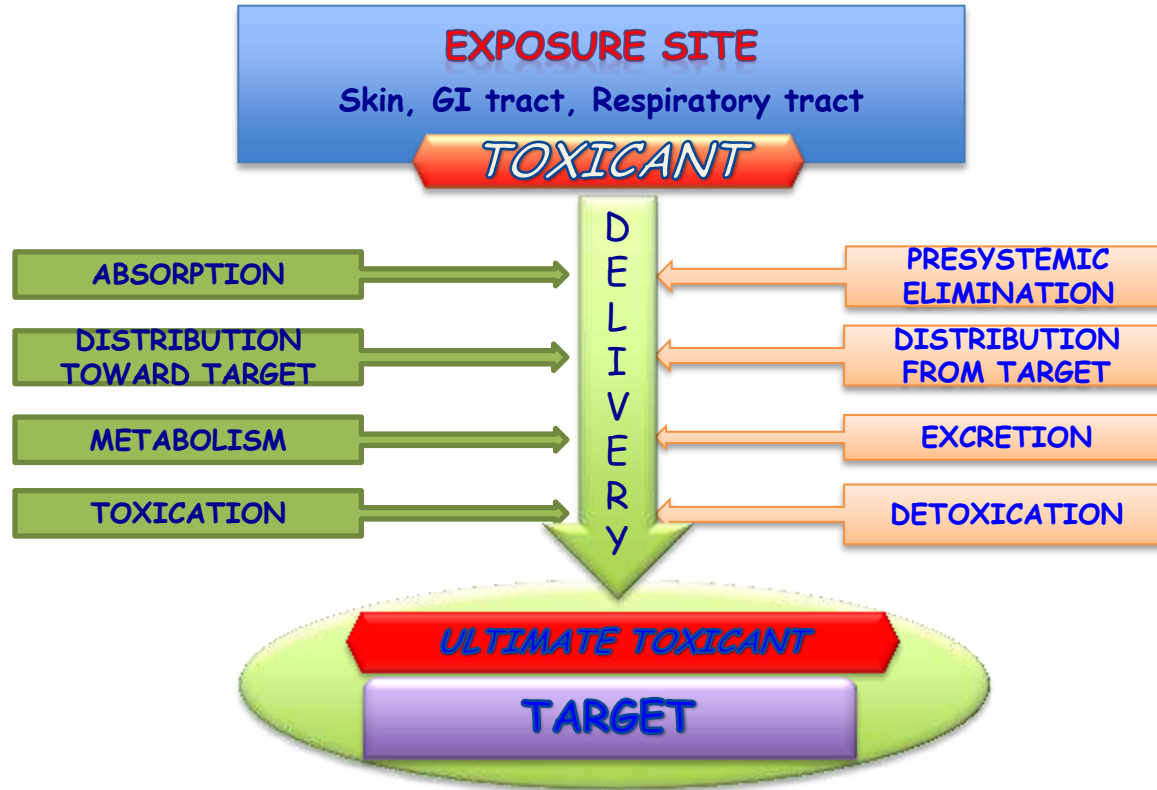 EXPOSURE SITE
Skin, GI tract, Respiratory tract
TOXICANT
DELIVERY
ABSORPTION
DISTRIBUTION
TOWARD TARGET
METABOLISM
TOXICATION
PRESYSTEMIC
ELIMINATION
DISTRIBUTION
FROM TARGET
EXCRETION
DETOXICATION
ULTIMATE TOXICANT
TARGET